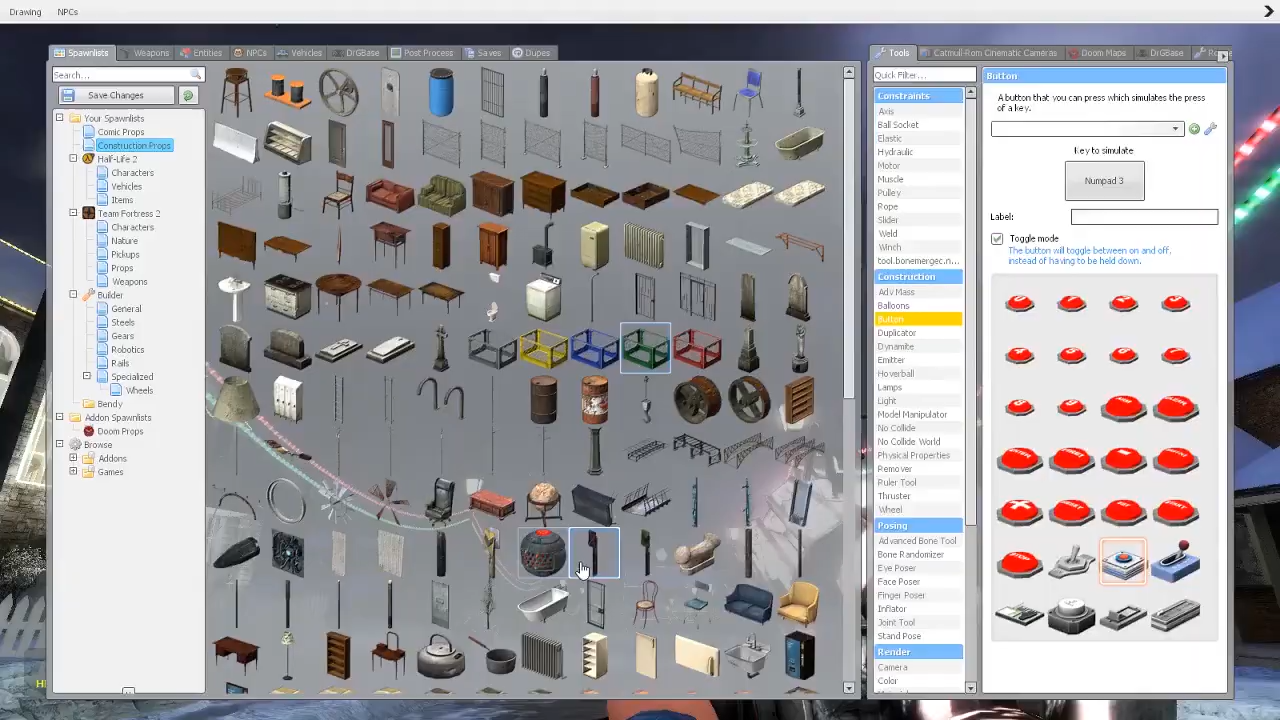 Drawing NPCs
Spawnlists Weapons Entities NPCs Vehicles DrGBase Post Process Saves Dupes
Search...
Save Changes
Your Spawnlists
Comic Props
Construction Props
Half-Life 2
Characters
Vehicles
Items
Team Fortress 2
Characters
Nature
Pickups
Props
Weapons
Builder
General
Steels
Gears
Robotics
Rails
Specialized
Wheels
Bendy
Addon Spawnlists
Doom Props
Browse
Addons
Games
Tools Catmull-Rom Cinematic Cameras Doom Maps DrGBase
Quick Filter...
Constraints
Axis
Ball Socket
Elastic
Hydraulic
Motor
Muscle
Pulley
Rope
Slider
Weld
Winch
tool.bonemergec.n...
Construction
Adv Mass
Balloons
Button
Duplicator
Dynamite
Emitter
Hoverball
Lamps
Light
Model Manipulator
No Collide
No Collide World
Physical Properties
Remover
Ruler Tool
Thruster
Wheel
Posing
Advanced Bone Tool
Bone Randomizer
Eye Poser
Face Poser
Finger Poser
Inflator
Joint Tool
Stand Pose
Render
Camera
Color
Button
A button that you can press which simulates the press
of a key.
Key to simulate
Numpad 3
Label:
Toggle mode
The button will toggle between on and off,
instead of having to be held down.
STOP